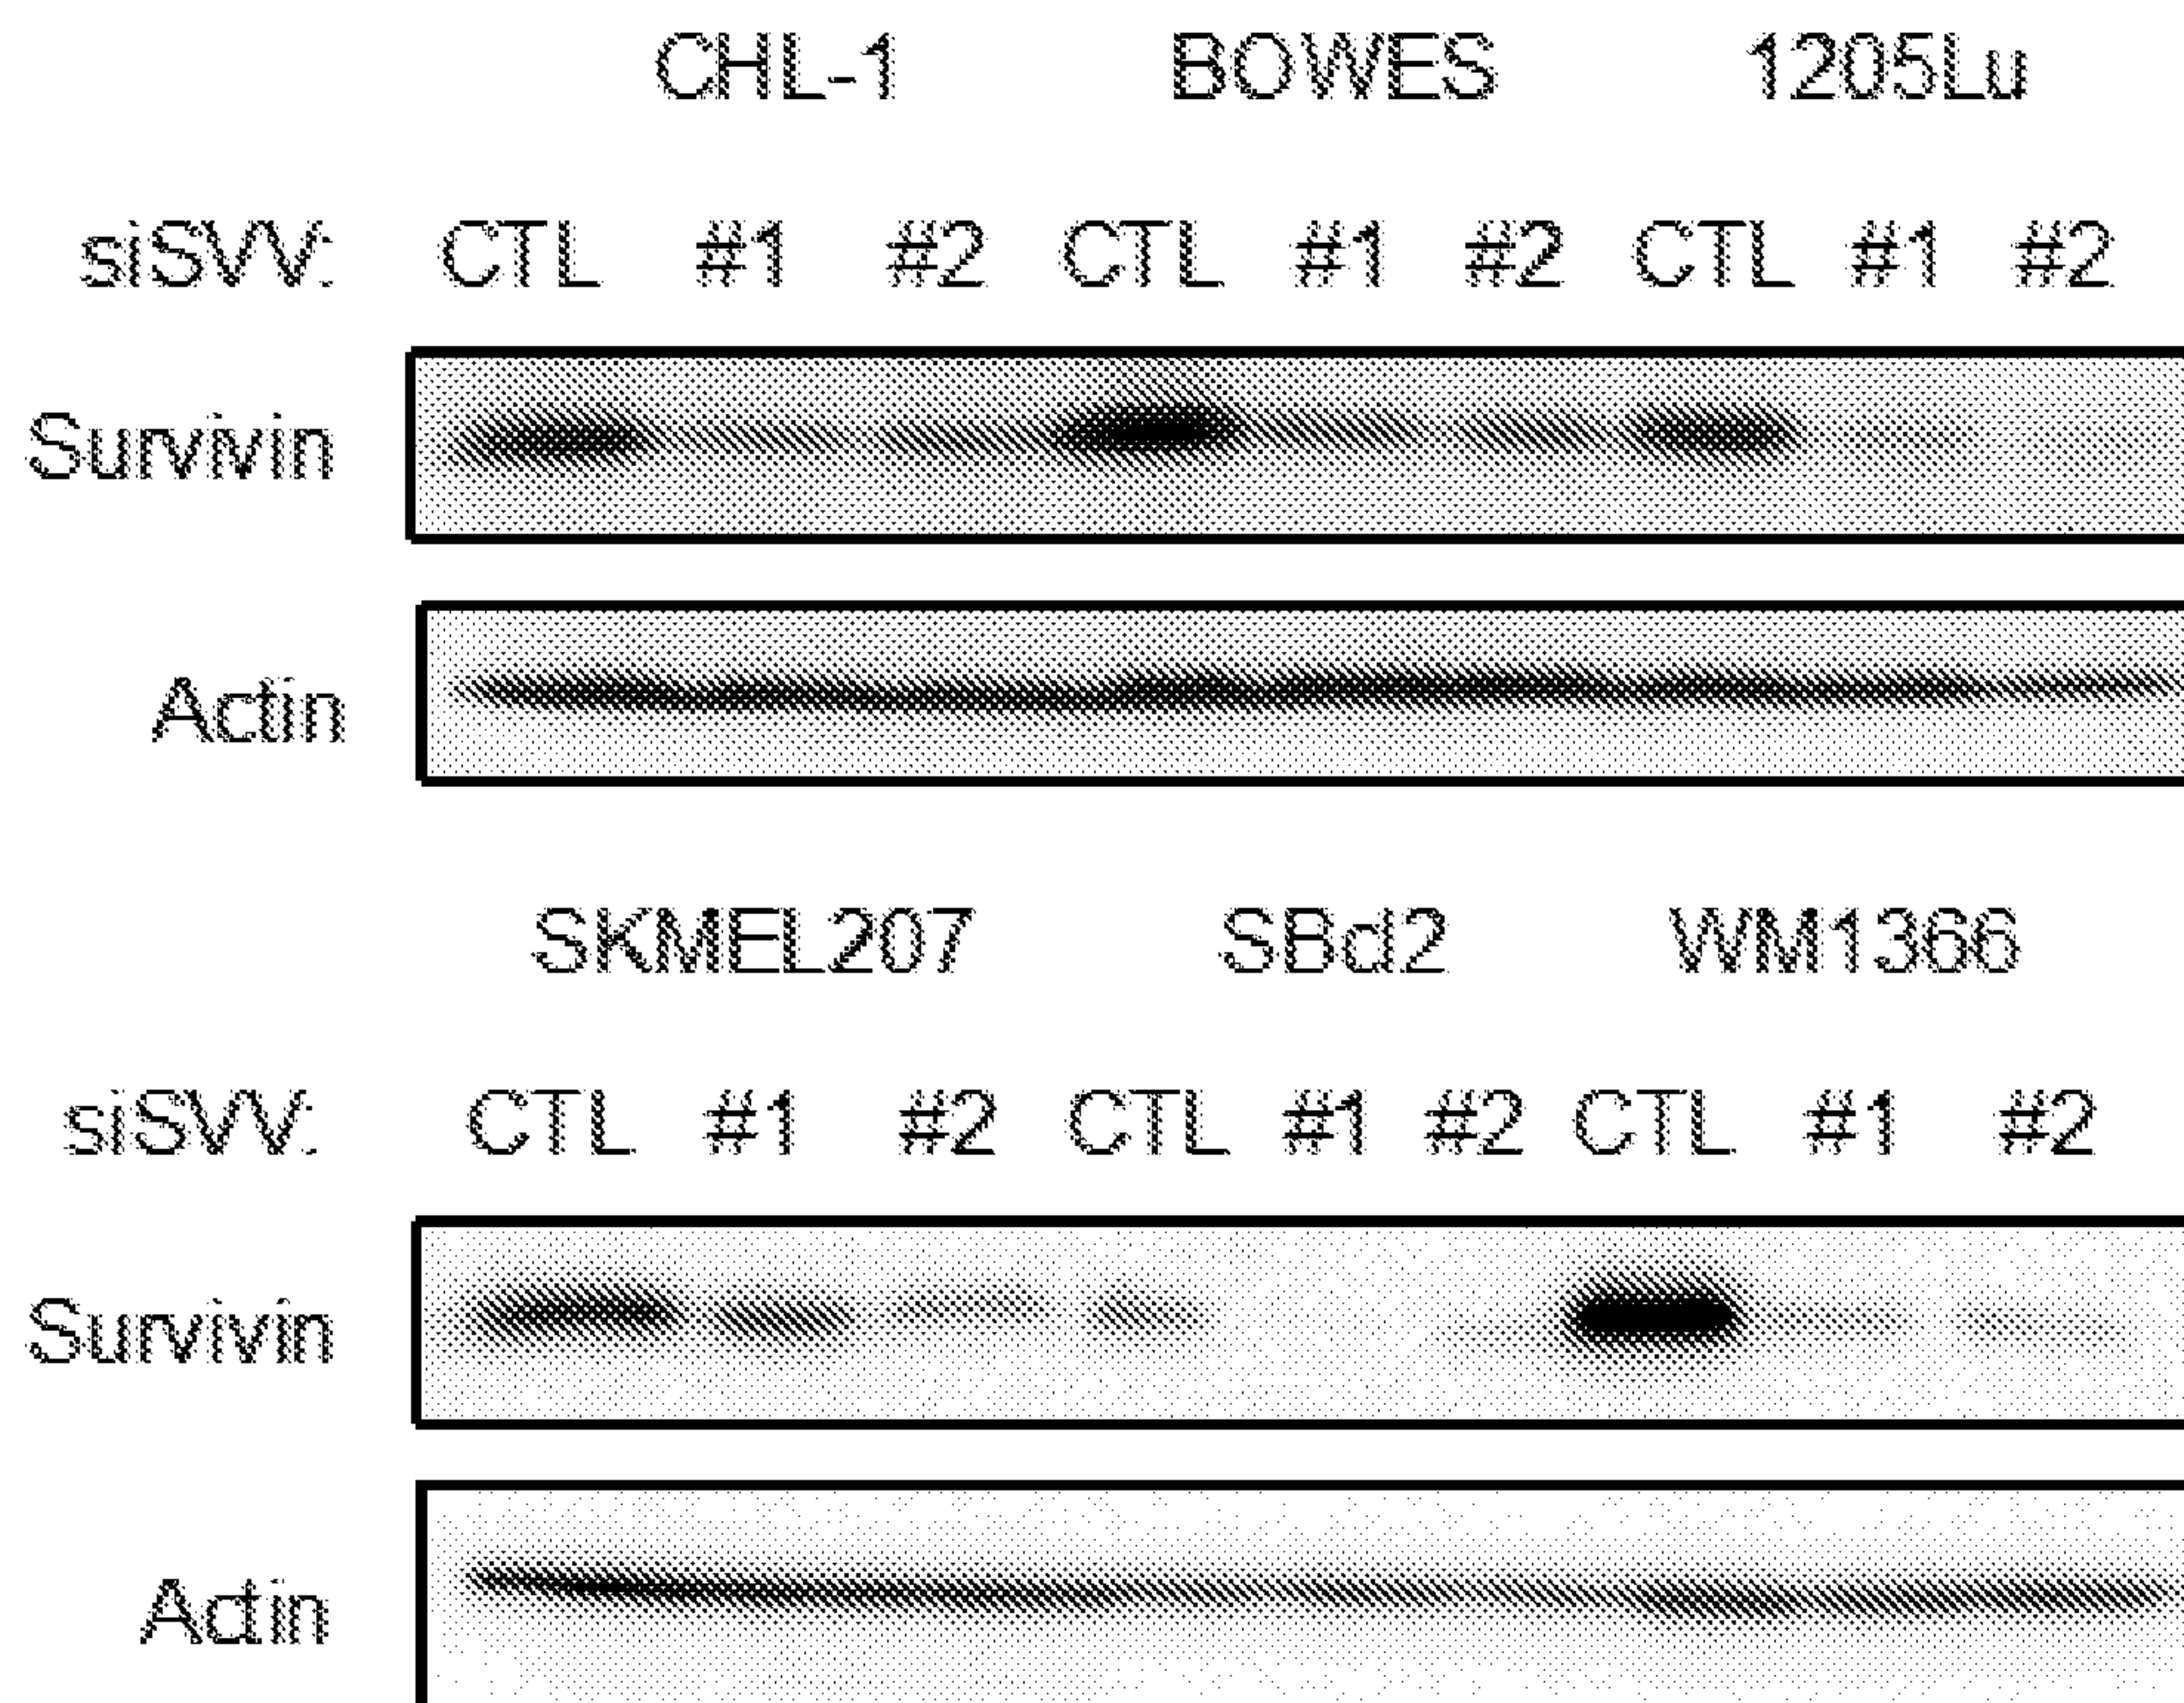 CHL-1 BOWES 1205Lu
siSVV: CTL #1 #2 CTL #1 #2 CTL #1 #2
Survivin
Actin
SKMEL207 SBcl2 WM1366
siSVV: CTL #1 #2 CTL #1 #2 CTL #1 #2
Survivin
Actin